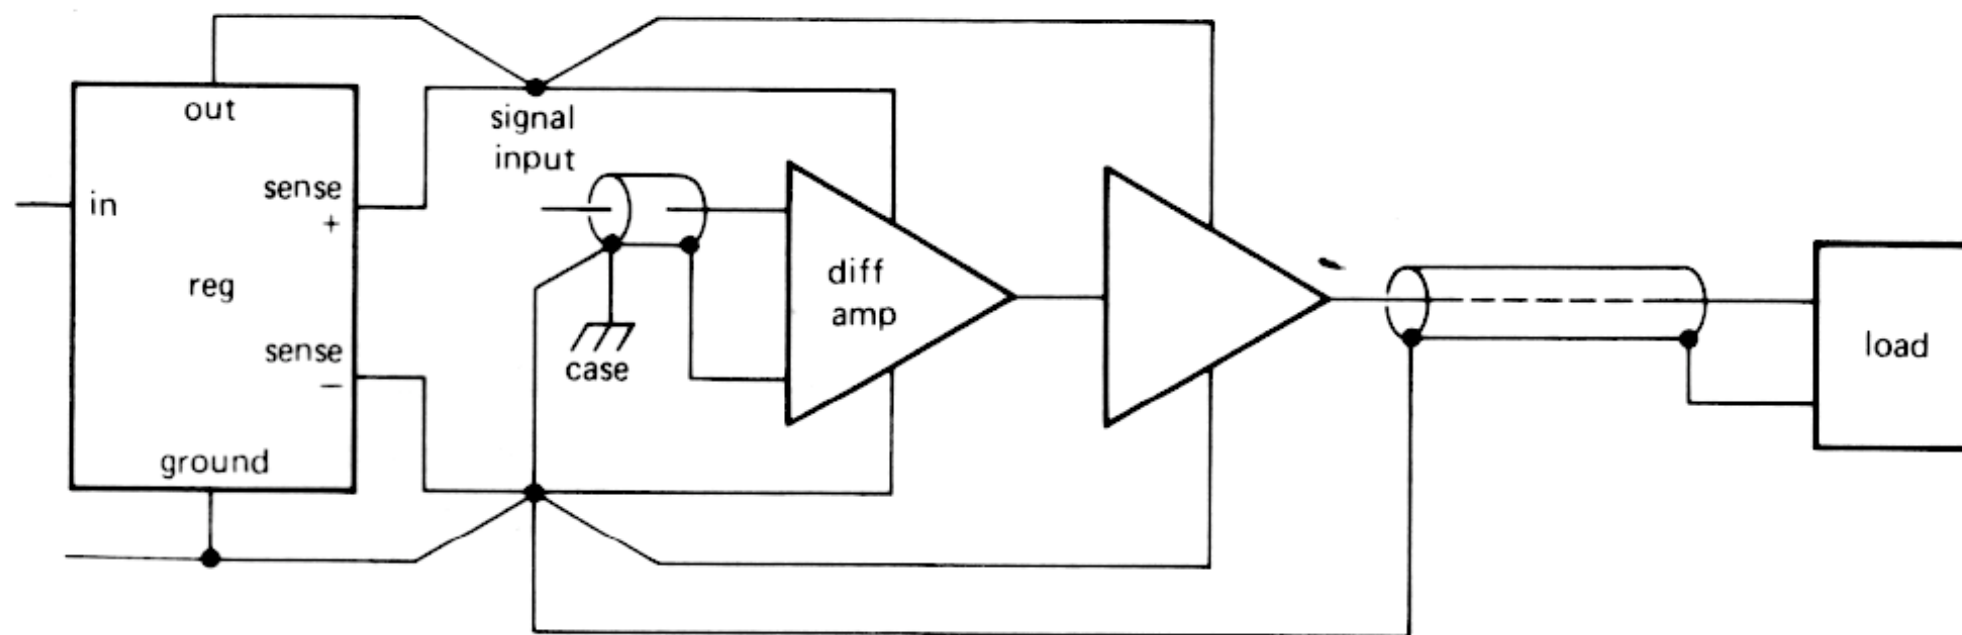 out
signal
input
sense
+
in
reg
diff
amp
sense
−
case
load
ground